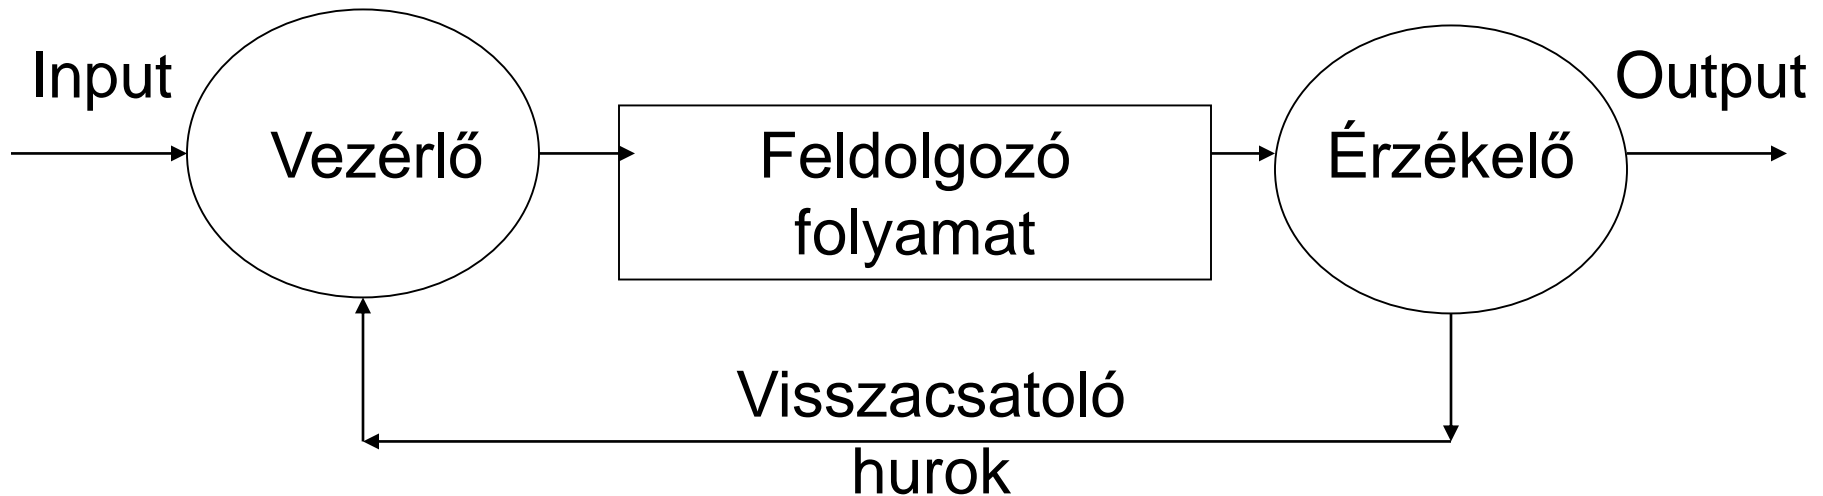 Input
Output
Vezérlő
Feldolgozó
folyamat
Érzékelő
Visszacsatoló
hurok